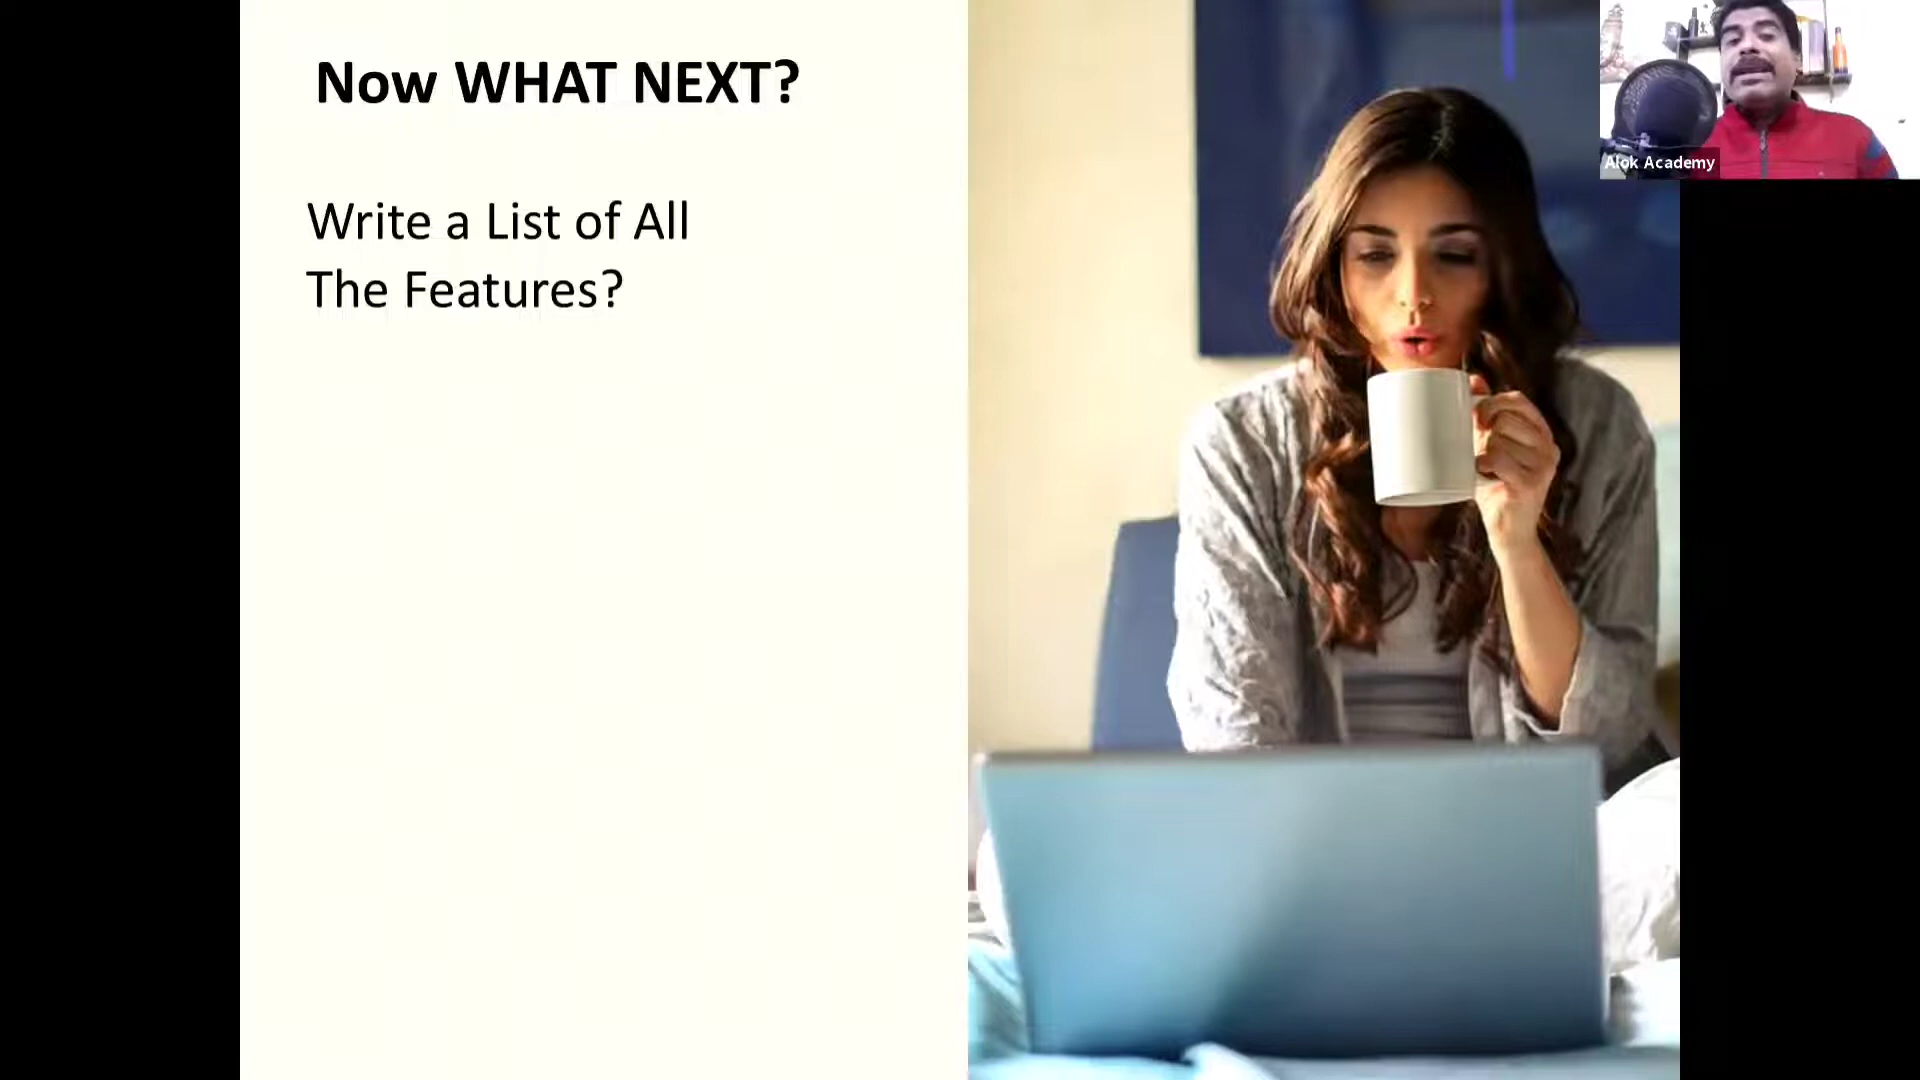 Now WHAT NEXT?
Write a List of All
The Features?
Alok Academy